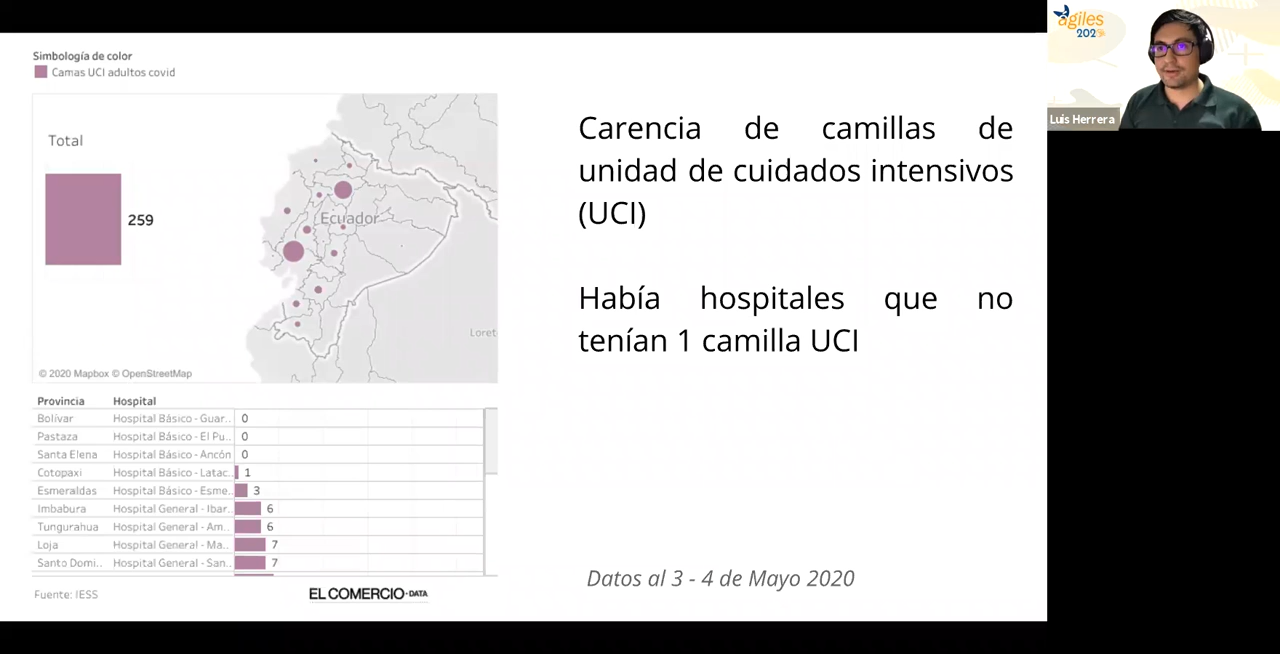 Simbología de color
Camas UCI adultos covid
Total
259
Ecuador
Loret
© 2020 Mapbox © OpenStreetMap
Provincia Hospital
Bolívar Hospital Básico - Guar.. 0
Pastaza Hospital Básico - El Pu.. 0
Santa Elena Hospital Básico - Ancón 0
Cotopaxi Hospital Básico - Latac.. 1
Esmeraldas Hospital Básico - Esme.. 3
Imbabura Hospital General - Ibar.. 6
Tungurahua Hospital General - Am.. 6
Loja Hospital General - Ma.. 7
Santo Domi.. Hospital General - San.. 7
Fuente: IESS
EL COMERCIO-DATA
Carencia de camillas de
unidad de cuidados intensivos
(UCI)
Había hospitales que no
tenían 1 camilla UCI
Datos al 3 - 4 de Mayo 2020
ágiles
202
Luis Herrera